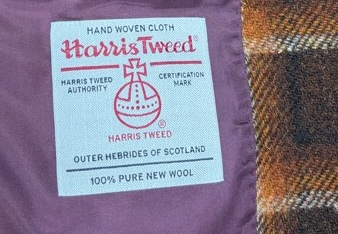 HAND WOVEN CLOTH
Harris Tweed®
HARRIS TWEED AUTHORITY
CERTIFICATION MARK
®
HARRIS TWEED
OUTER HEBRIDES OF SCOTLAND
100% PURE NEW WOOL